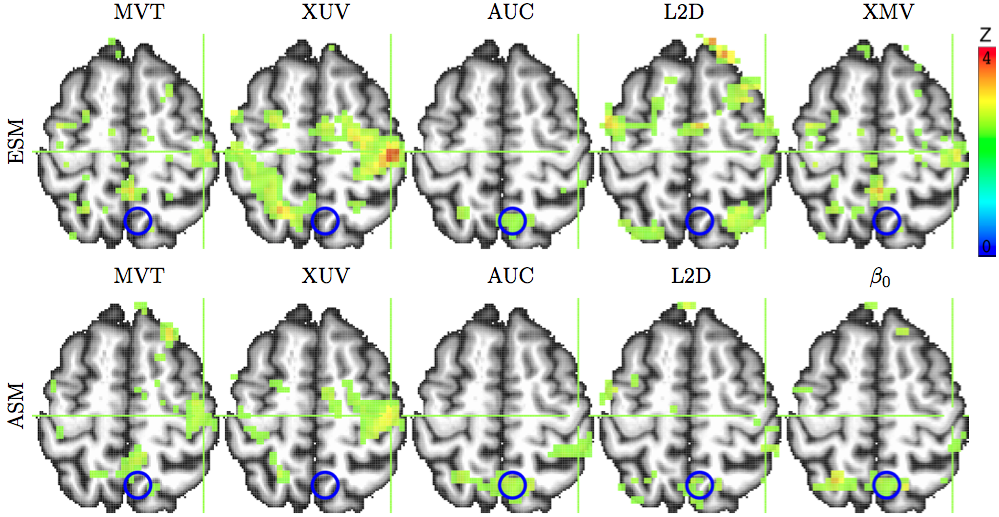 MVT XUV AUC L2D XMV
Z
4
ESM
0
MVT XUV AUC L2D β₀
ASM